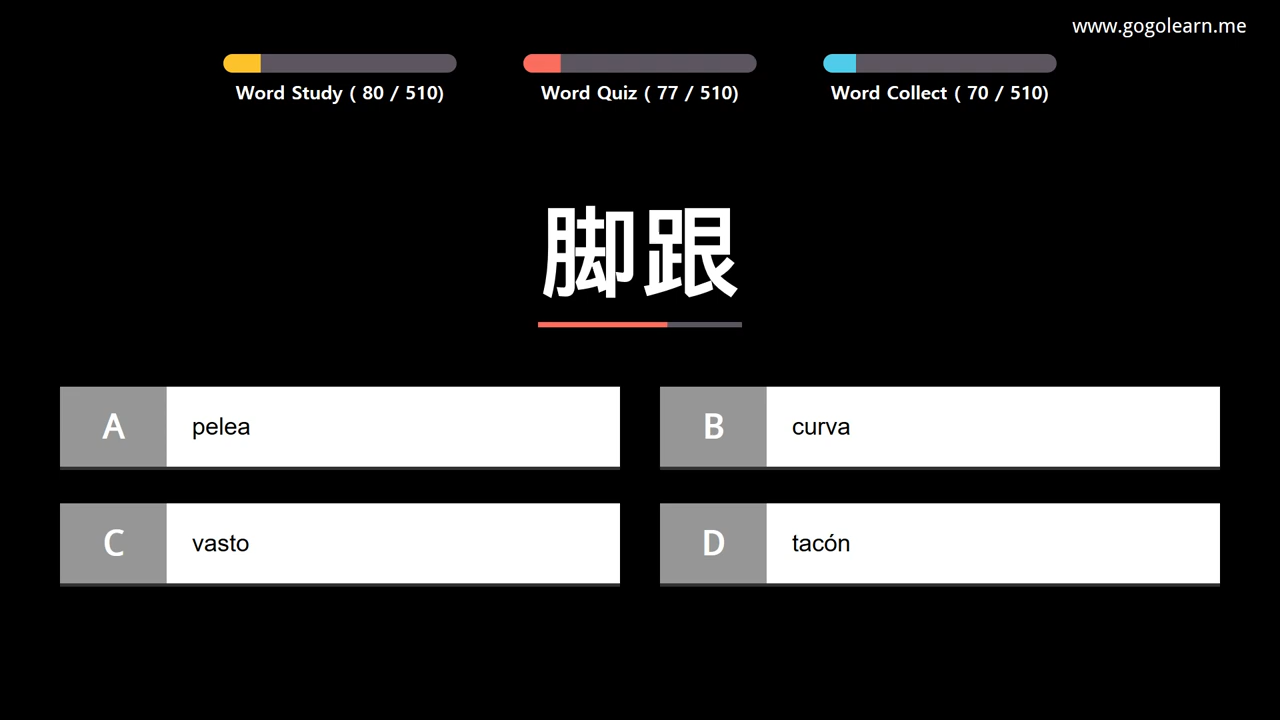 www.gogolearn.me
Word Study ( 80 / 510)
Word Quiz ( 77 / 510)
Word Collect ( 70 / 510)
脚跟
A pelea
B curva
C vasto
D tacón